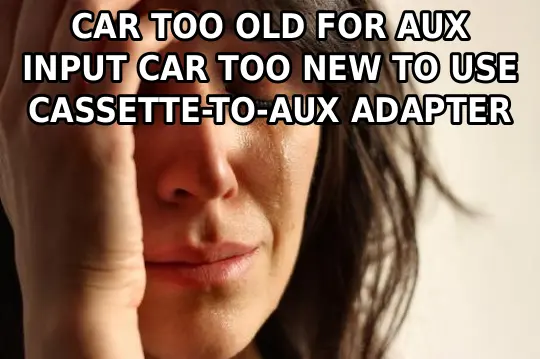 CAR TOO OLD FOR AUX
INPUT CAR TOO NEW TO USE
CASSETTE-TO-AUX ADAPTER